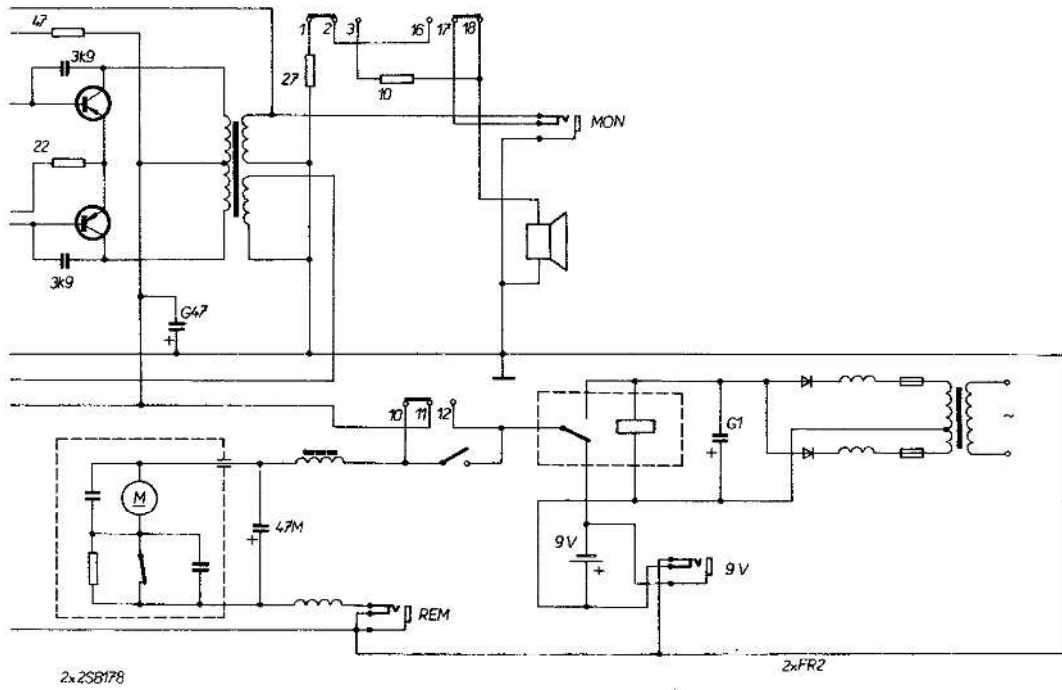 47
1 2 3 16 17 18
3k9
27
10
MON
22
3k9
G47
+
10 11 12
G1
+
~
M
47M
+
9V
+
9V
REM
2x2SB178
2xFR2